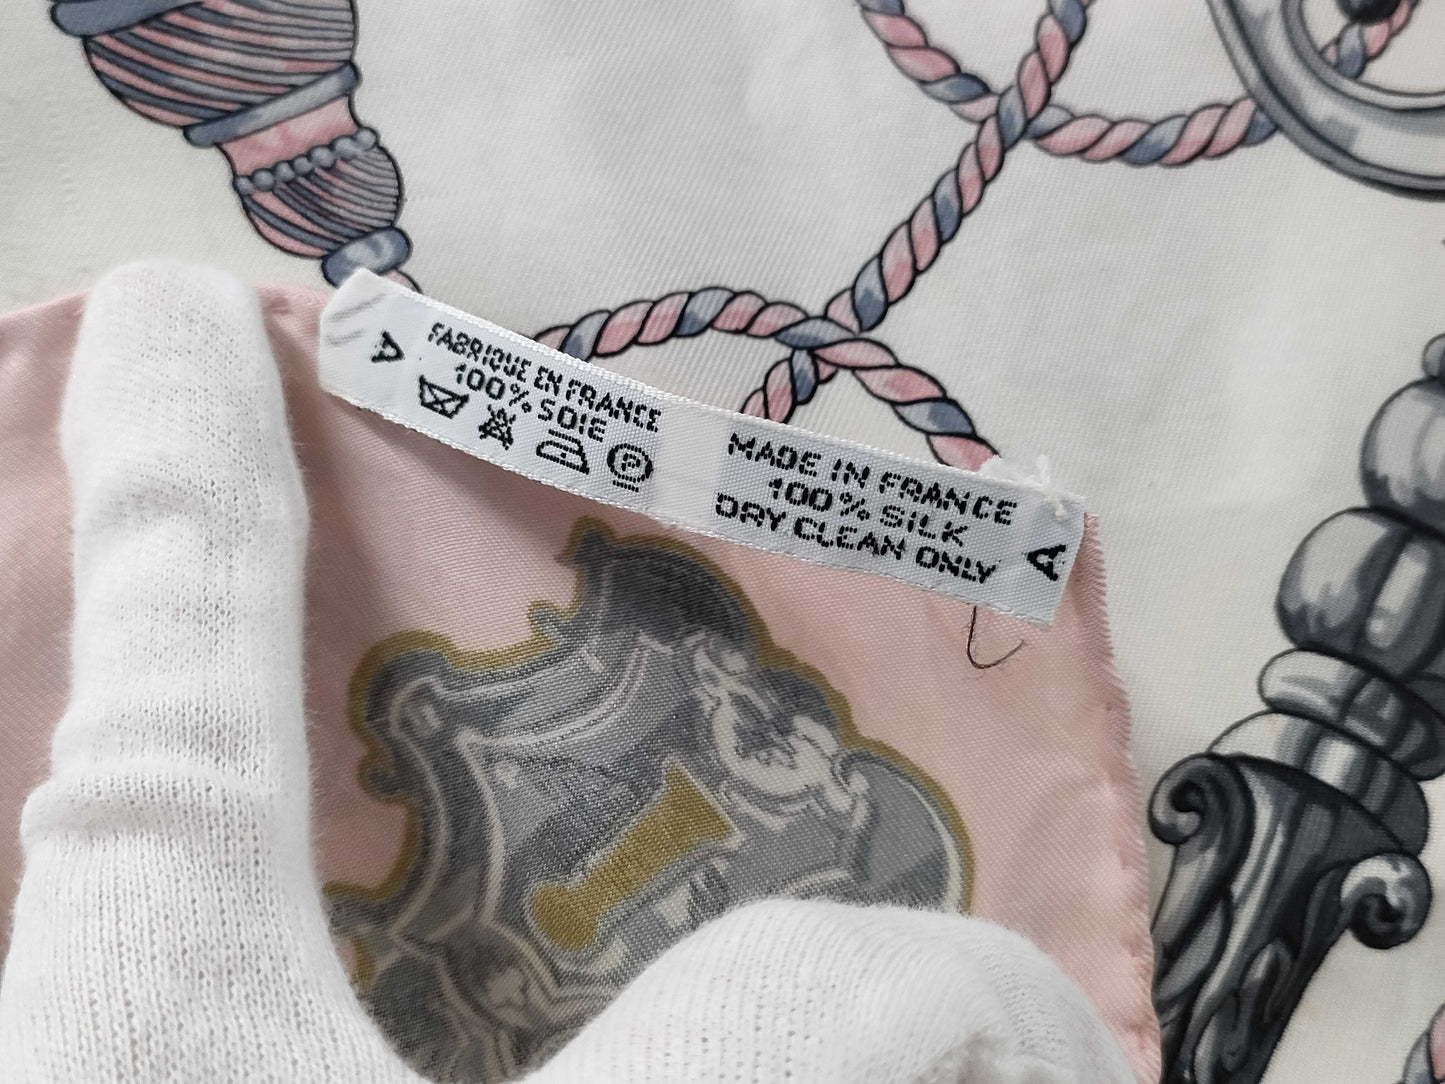 A
FABRIQUE EN FRANCE
100% SOIE
P
MADE IN FRANCE
100% SILK
DRY CLEAN ONLY
A